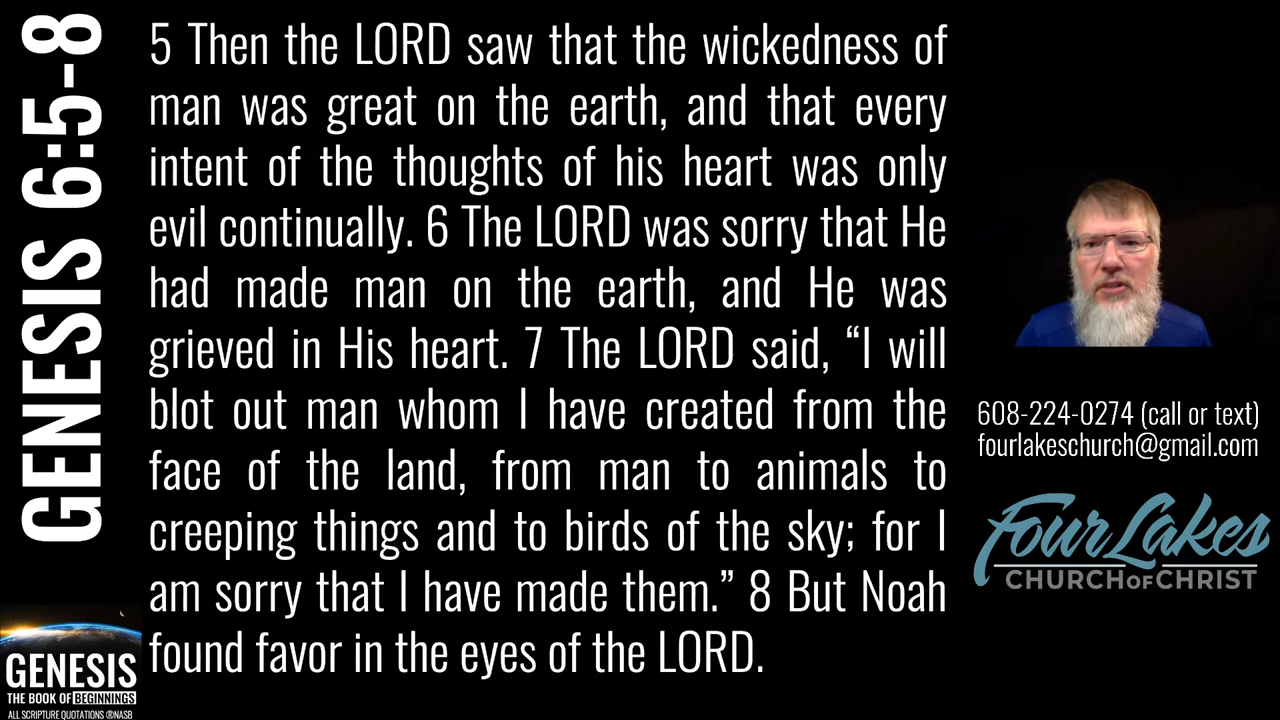 GENESIS 6:5-8
5 Then the LORD saw that the wickedness of
man was great on the earth, and that every
intent of the thoughts of his heart was only
evil continually. 6 The LORD was sorry that He
had made man on the earth, and He was
grieved in His heart. 7 The LORD said, “I will
blot out man whom I have created from the
face of the land, from man to animals to
creeping things and to birds of the sky; for I
am sorry that I have made them.” 8 But Noah
found favor in the eyes of the LORD.
608-224-0274 (call or text)
fourlakeschurch@gmail.com
Four Lakes
CHURCH OF CHRIST
GENESIS
THE BOOK OF BEGINNINGS
ALL SCRIPTURE QUOTATIONS ®NASB